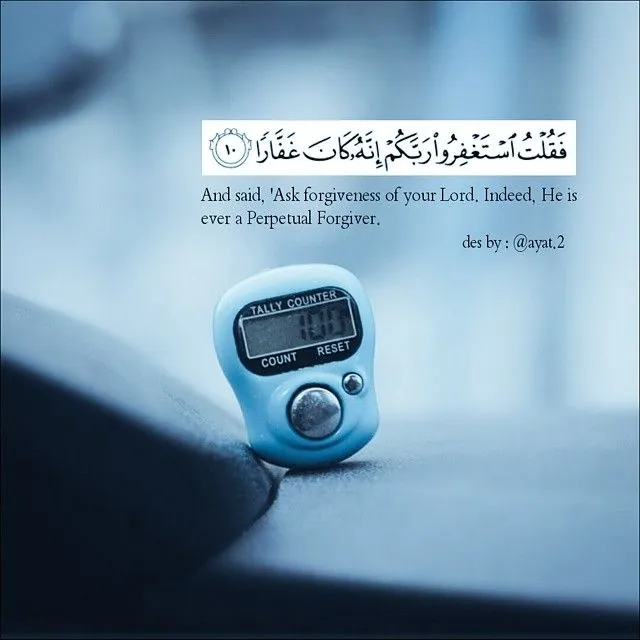 فَقُلْتُ ٱسْتَغْفِرُوا۟ رَبَّكُمْ إِنَّهُۥ كَانَ غَفَّارًا ١٠
And said, 'Ask forgiveness of your Lord. Indeed, He is
ever a Perpetual Forgiver.
des by : @ayat.2
TALLY COUNTER
COUNT RESET